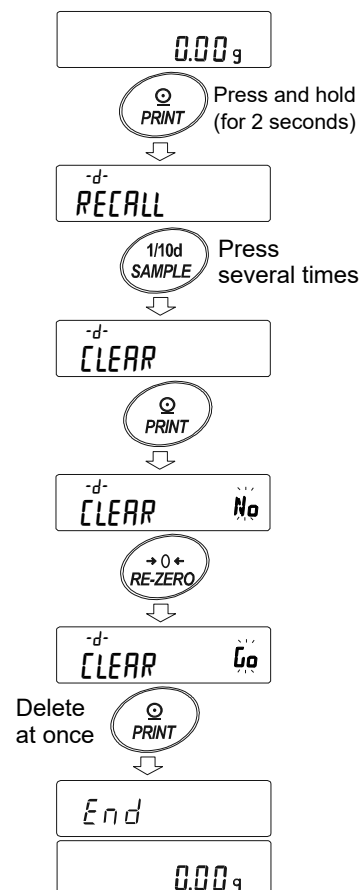 0.00 g
PRINT
Press and hold
(for 2 seconds)
-d-
RECALL
1/10d
SAMPLE
Press
several times
-d-
CLEAR
PRINT
-d-
CLEAR No
→0←
RE-ZERO
-d-
CLEAR Go
Delete
at once
PRINT
End
0.00 g